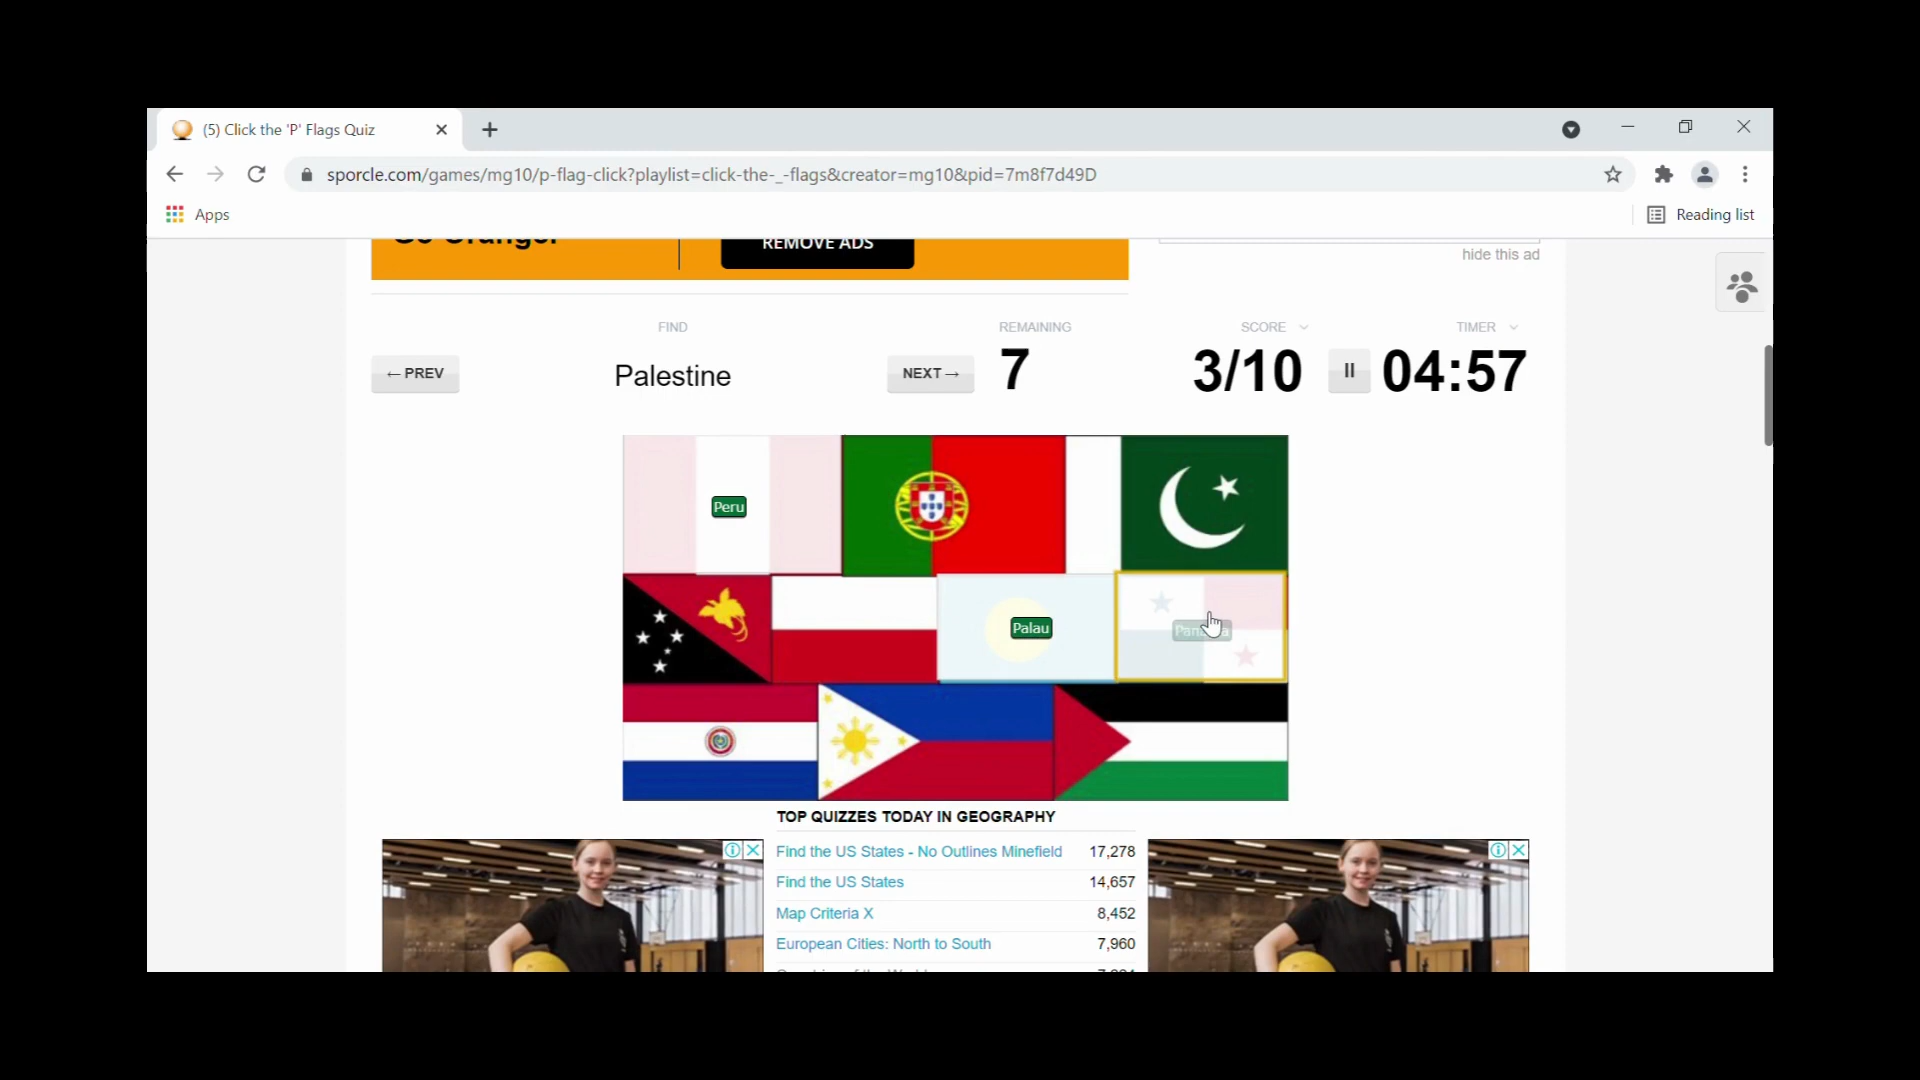 (5) Click the 'P' Flags Quiz
sporcle.com/games/mg10/p-flag-click?playlist=click-the-_-flags&creator=mg10&pid=7m8f7d49D
Apps
Reading list
REMOVE ADS
hide this ad
FIND
REMAINING
SCORE
TIMER
← PREV
Palestine
NEXT →
7
3/10
04:57
Peru
Palau
TOP QUIZZES TODAY IN GEOGRAPHY
Find the US States - No Outlines Minefield 17,278
Find the US States 14,657
Map Criteria X 8,452
European Cities: North to South 7,960